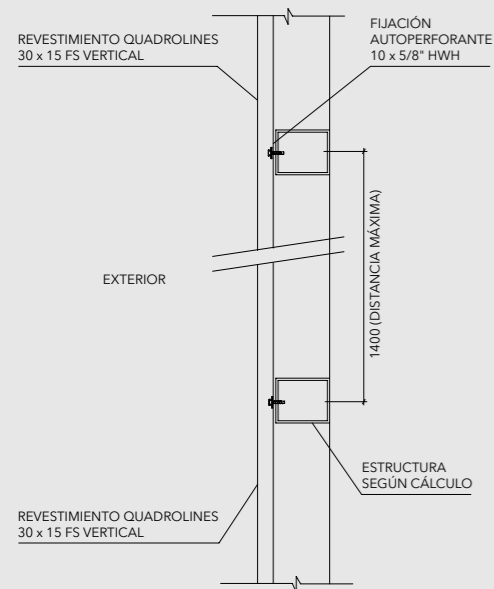 REVESTIMIENTO QUADROLINES
30 x 15 FS VERTICAL
FIJACIÓN
AUTOPERFORANTE
10 x 5/8" HWH
EXTERIOR
1400 (DISTANCIA MÁXIMA)
ESTRUCTURA
SEGÚN CÁLCULO
REVESTIMIENTO QUADROLINES
30 x 15 FS VERTICAL